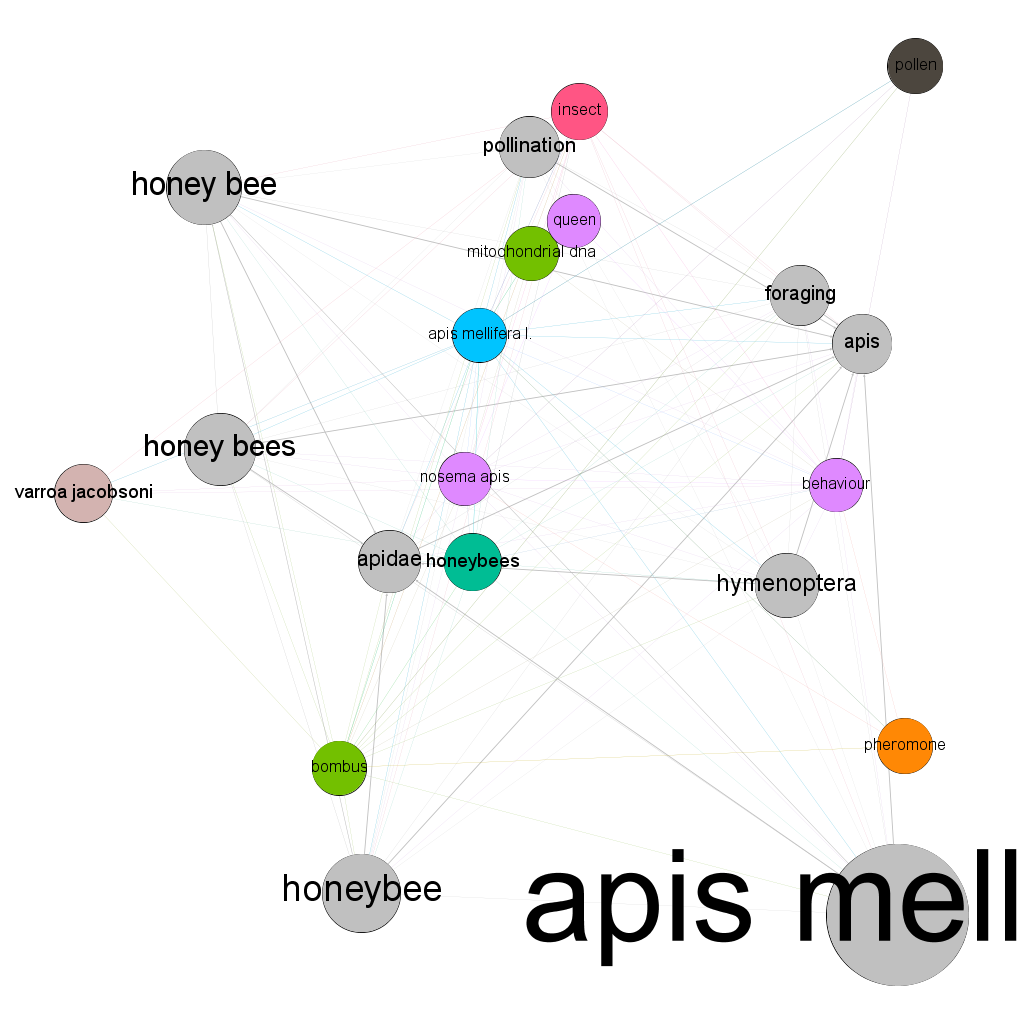 pollen
insect
pollination
honey bee
queen
mitochondrial dna
foraging
apis mellifera l.
apis
honey bees
nosema apis
behaviour
varroa jacobsoni
apidae
honeybees
hymenoptera
pheromone
bombus
honeybee
apis mell